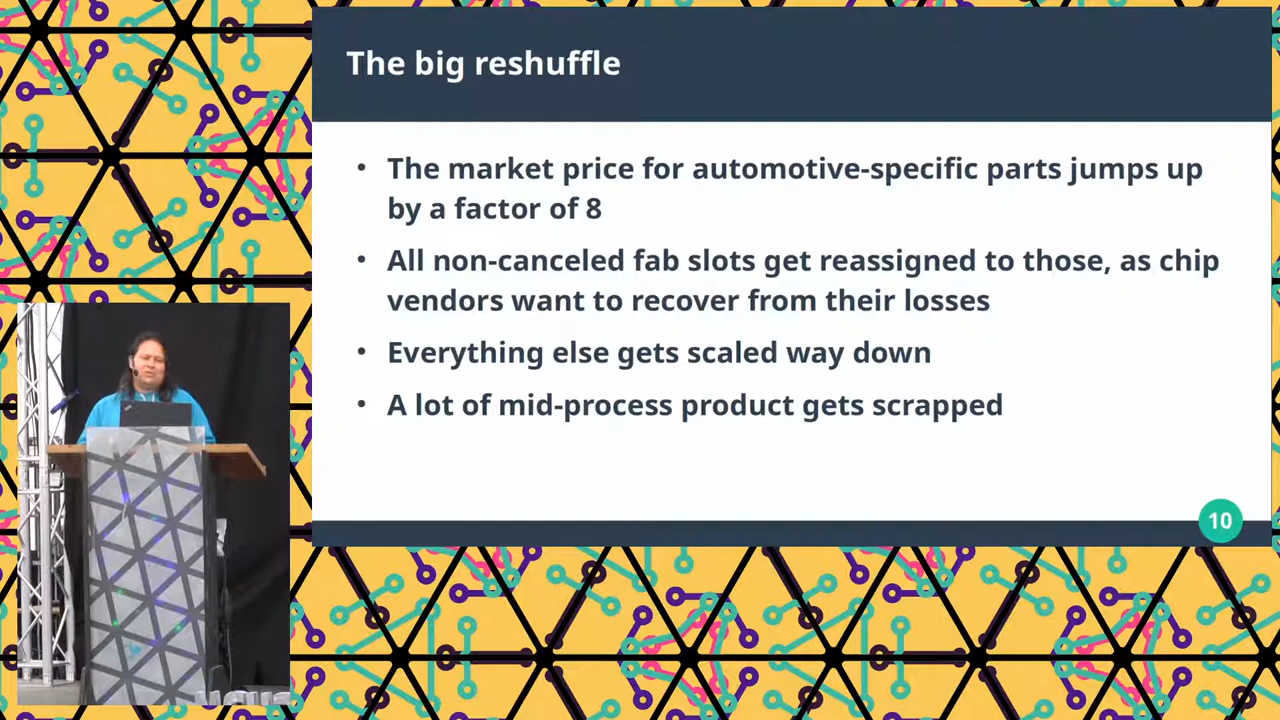 The big reshuffle
• The market price for automotive-specific parts jumps up
by a factor of 8
• All non-canceled fab slots get reassigned to those, as chip
vendors want to recover from their losses
• Everything else gets scaled way down
• A lot of mid-process product gets scrapped
10